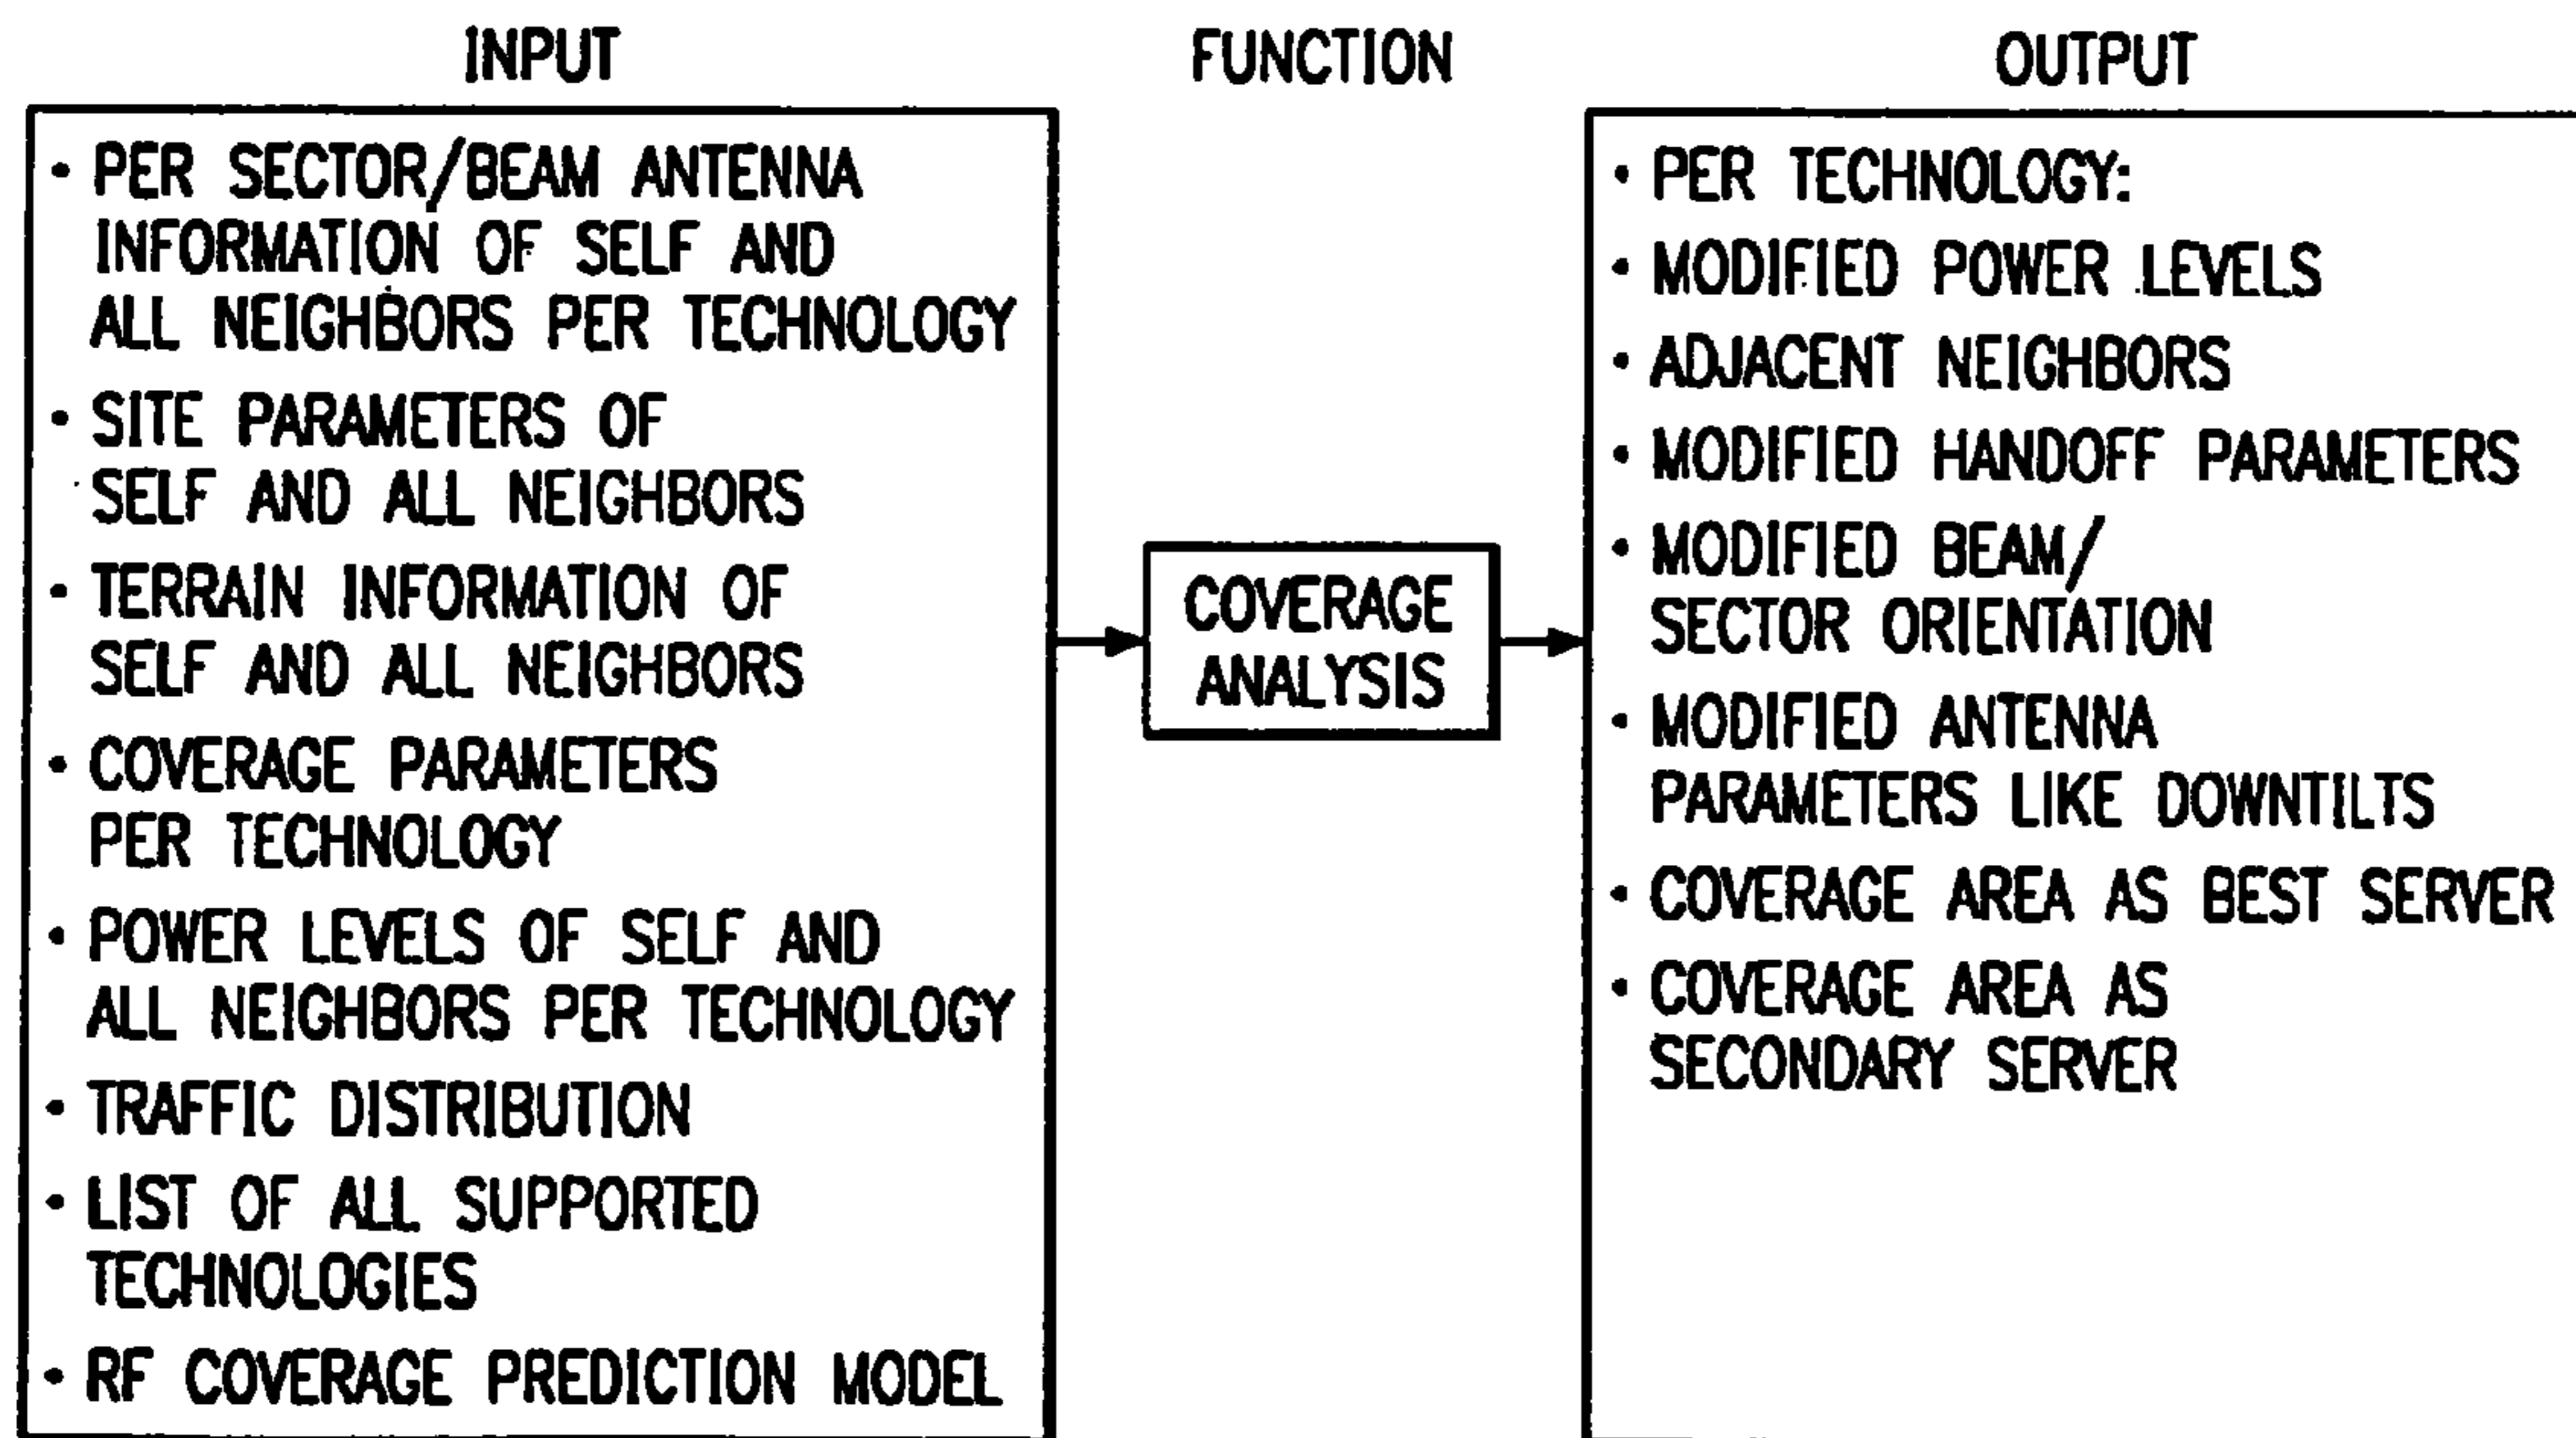 INPUT
• PER SECTOR/BEAM ANTENNA
INFORMATION OF SELF AND
ALL NEIGHBORS PER TECHNOLOGY
• SITE PARAMETERS OF
SELF AND ALL NEIGHBORS
• TERRAIN INFORMATION OF
SELF AND ALL NEIGHBORS
• COVERAGE PARAMETERS
PER TECHNOLOGY
• POWER LEVELS OF SELF AND
ALL NEIGHBORS PER TECHNOLOGY
• TRAFFIC DISTRIBUTION
• LIST OF ALL SUPPORTED
TECHNOLOGIES
• RF COVERAGE PREDICTION MODEL
FUNCTION
COVERAGE
ANALYSIS
OUTPUT
• PER TECHNOLOGY:
• MODIFIED POWER LEVELS
• ADJACENT NEIGHBORS
• MODIFIED HANDOFF PARAMETERS
• MODIFIED BEAM/
SECTOR ORIENTATION
• MODIFIED ANTENNA
PARAMETERS LIKE DOWNTILTS
• COVERAGE AREA AS BEST SERVER
• COVERAGE AREA AS
SECONDARY SERVER